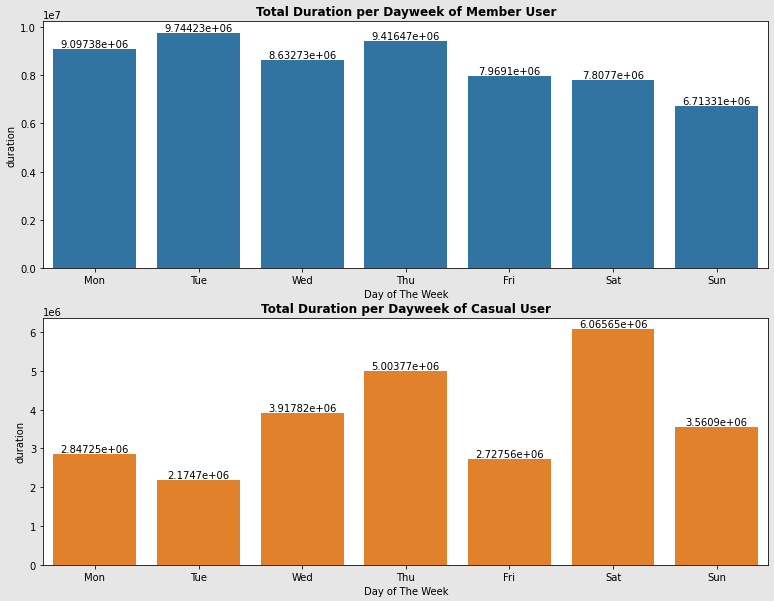 Total Duration per Dayweek of Member User
1e7
1.0
0.8
0.6
0.4
0.2
0.0
duration
9.09738e+06
9.74423e+06
8.63273e+06
9.41647e+06
7.9691e+06
7.8077e+06
6.71331e+06
Mon Tue Wed Thu Fri Sat Sun
Day of The Week
Total Duration per Dayweek of Casual User
1e6
6
5
4
3
2
1
0
duration
2.84725e+06
2.1747e+06
3.91782e+06
5.00377e+06
2.72756e+06
6.06565e+06
3.5609e+06
Mon Tue Wed Thu Fri Sat Sun
Day of The Week